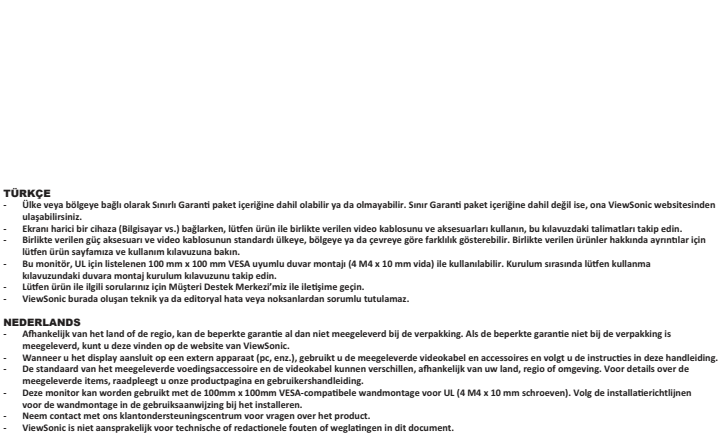 TÜRKÇE
- Ülke veya bölgeye bağlı olarak Sınırlı Garanti paket içeriğine dahil olabilir ya da olmayabilir. Sınır Garanti paket içeriğine dahil değil ise, ona ViewSonic websitesinden
ulaşabilirsiniz.
- Ekranı harici bir cihaza (Bilgisayar vs.) bağlarken, lütfen ürün ile birlikte verilen video kablosunu ve aksesuarları kullanın, bu kılavuzdaki talimatları takip edin.
- Birlikte verilen güç aksesuarı ve video kablosunun standardı ülkeye, bölgeye ya da çevreye göre farklılık gösterebilir. Birlikte verilen ürünler hakkında ayrıntılar için
lütfen ürün sayfamıza ve kullanım kılavuzuna bakın.
- Bu monitör, UL için listelenen 100 mm x 100 mm VESA uyumlu duvar montajı (4 M4 x 10 mm vida) ile kullanılabilir. Kurulum sırasında lütfen kullanma
kılavuzundaki duvara montaj kurulum kılavuzunu takip edin.
- Lütfen ürün ile ilgili sorularınız için Müşteri Destek Merkezi'miz ile iletişime geçin.
- ViewSonic burada oluşan teknik ya da editoryal hata veya noksanlardan sorumlu tutulamaz.
NEDERLANDS
- Afhankelijk van het land of de regio, kan de beperkte garantie al dan niet meegeleverd bij de verpakking. Als de beperkte garantie niet bij de verpakking is
meegeleverd, kunt u deze vinden op de website van ViewSonic.
- Wanneer u het display aansluit op een extern apparaat (pc, enz.), gebruikt u de meegeleverde videokabel en accessoires en volgt u de instructies in deze handleiding.
- De standaard van het meegeleverde voedingsaccessoire en de videokabel kunnen verschillen, afhankelijk van uw land, regio of omgeving. Voor details over de
meegeleverde items, raadpleegt u onze productpagina en gebruikershandleiding.
- Deze monitor kan worden gebruikt met de 100mm x 100mm VESA-compatibele wandmontage voor UL (4 M4 x 10 mm schroeven). Volg de installatierichtlijnen
voor de wandmontage in de gebruiksaanwijzing bij het installeren.
- Neem contact met ons klantondersteuningscentrum voor vragen over het product.
- ViewSonic is niet aansprakelijk voor technische of redactionele fouten of weglatingen in dit document.